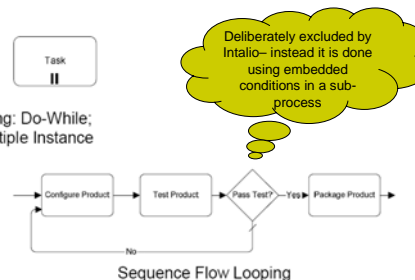 Deliberately excluded by
Intalio– instead it is done
using embedded
conditions in a sub-
process
Task
ng: Do-While;
tiple Instance
Configure Product
Test Product
Pass Test?
Yes
Package Product
No
Sequence Flow Looping